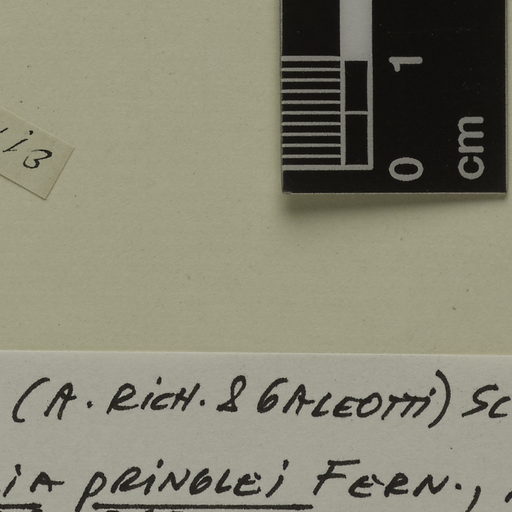 1
0
cm
(A. RiCH. & GALEOTTi) SC
iA PRiNGLEi FERN.,